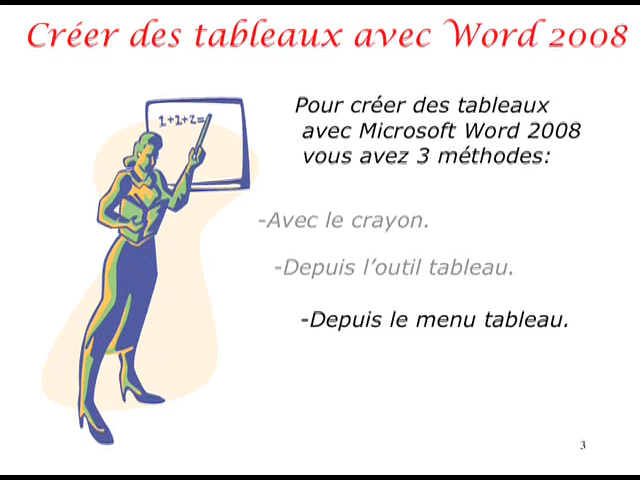 Créer des tableaux avec Word 2008
1+1+2=
Pour créer des tableaux
avec Microsoft Word 2008
vous avez 3 méthodes:
-Avec le crayon.
-Depuis l’outil tableau.
-Depuis le menu tableau.
3